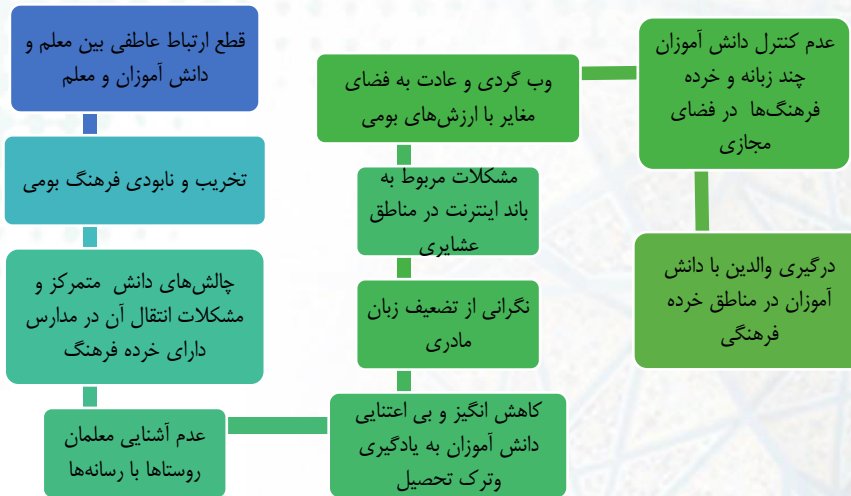 قطع ارتباط عاطفی بین معلم و
دانش آموزان و معلم
تخریب و نابودی فرهنگ بومی
چالش‌های دانش متمرکز و
مشکلات انتقال آن در مدارس
دارای خرده فرهنگ
عدم آشنایی معلمان
روستاها با رسانه‌ها
کاهش انگیز و بی اعتنایی
دانش آموزان به یادگیری
وترک تحصیل
نگرانی از تضعیف زبان
مادری
مشکلات مربوط به
باند اینترنت در مناطق
عشایری
وب گردی و عادت به فضای
مغایر با ارزش‌های بومی
عدم کنترل دانش آموزان
چند زبانه و خرده
فرهنگ‌ها در فضای
مجازی
درگیری والدین با دانش
آموزان در مناطق خرده
فرهنگی